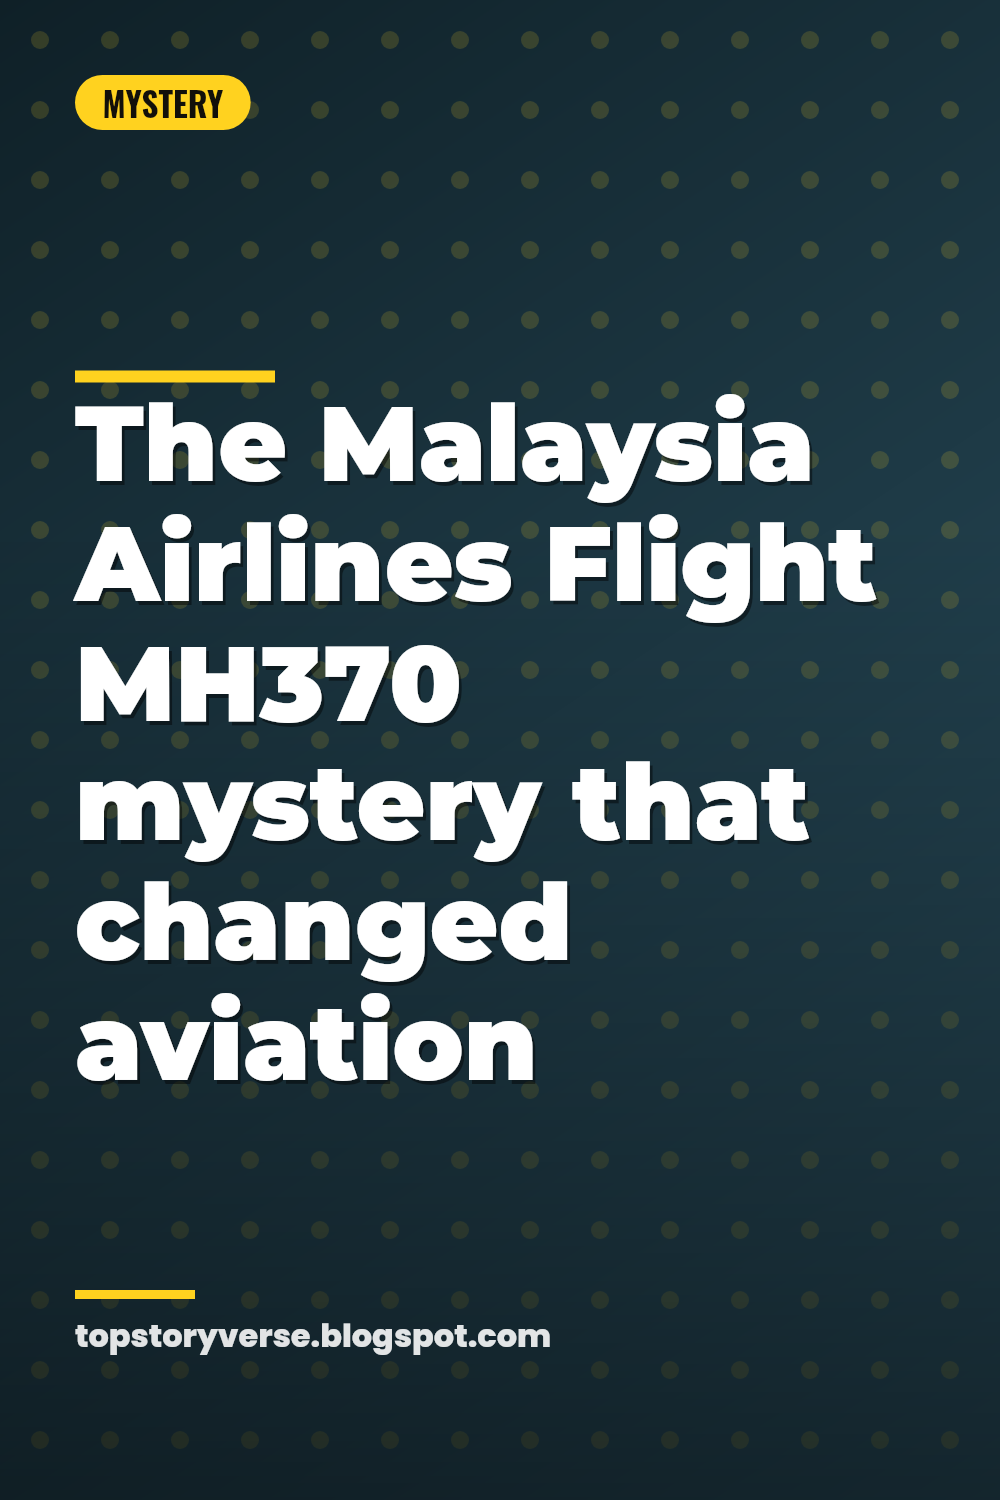 MYSTERY
The Malaysia
Airlines Flight
MH370
mystery that
changed
aviation
topstoryverse.blogspot.com